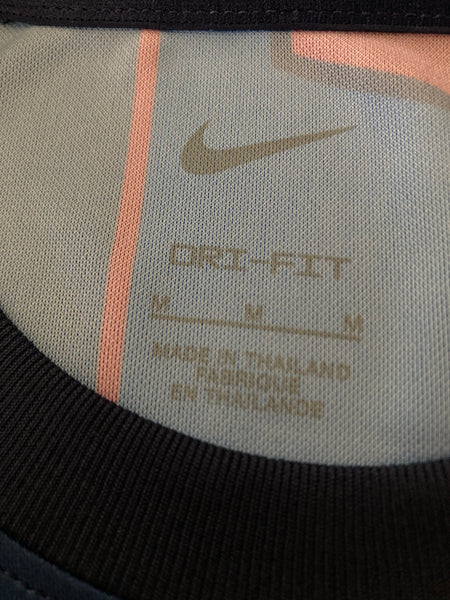 DRI-FIT
M M M
MADE IN THAILAND
FABRIQUE
EN THAILANDE